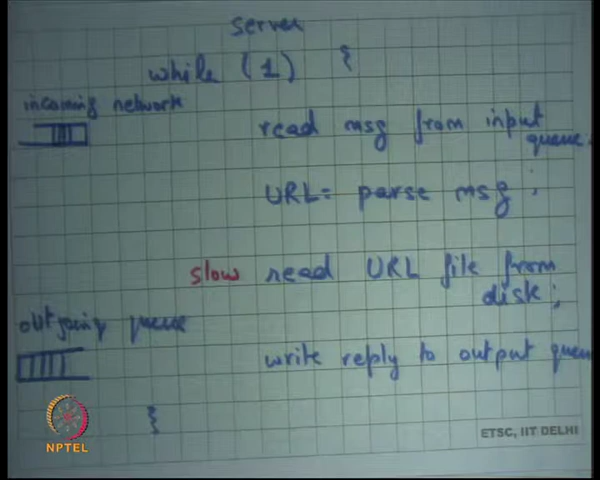 server
while (1) {
incoming network
read msg from input
queue;
URL = parse msg;
slow read URL file from
disk;
outgoing queue
write reply to output queu
}
NPTEL
ETSC, IIT DELHI